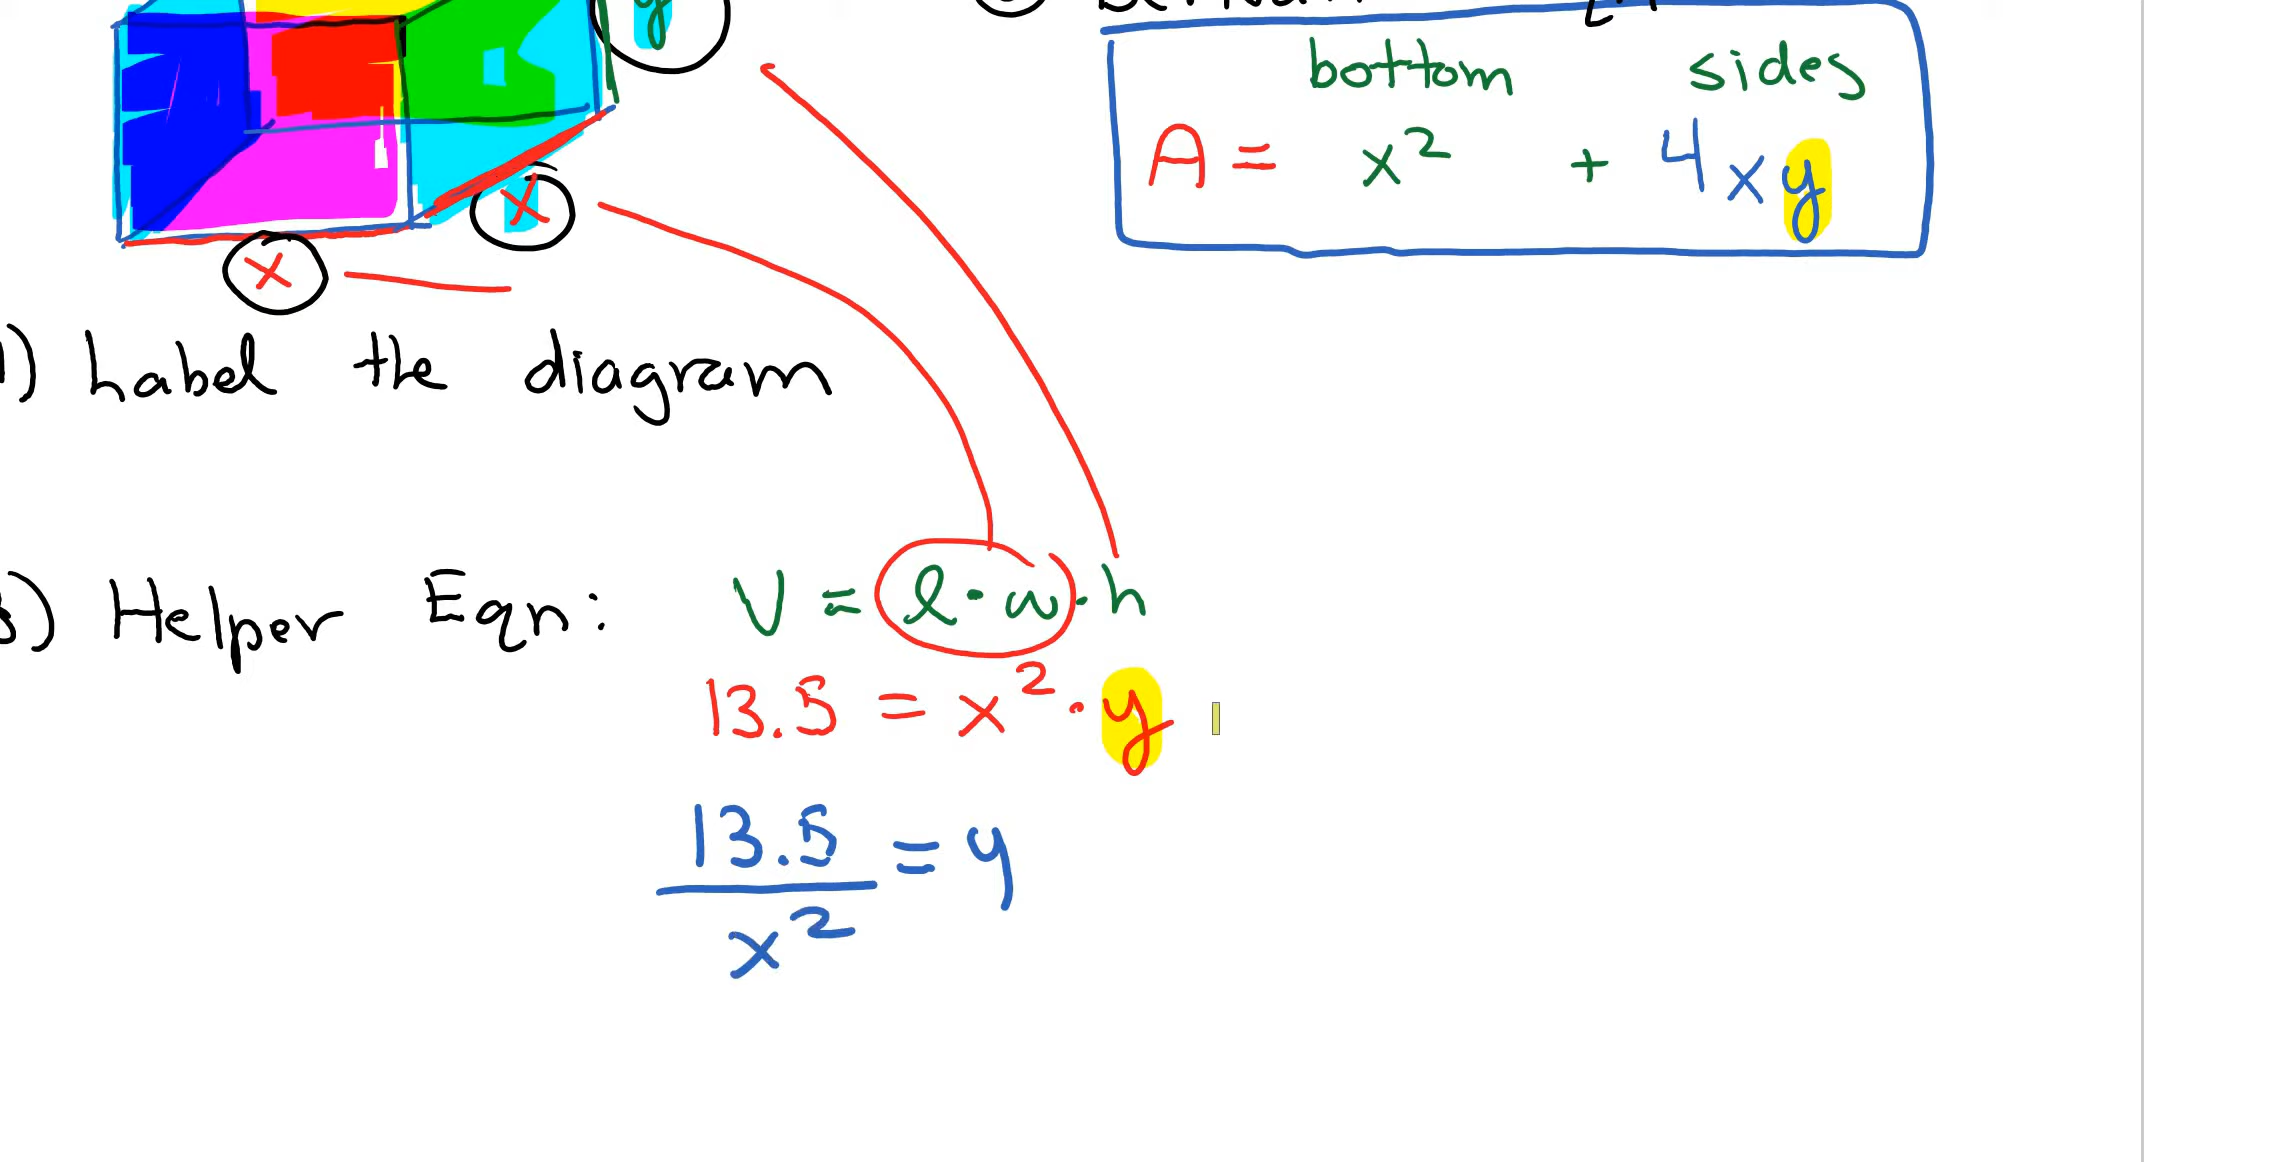 y
bottom sides
A = x² + 4xy
x
x
1) Label the diagram
3) Helper Eqn: V = l · w · h
13.5 = x² · y
13.5 / x² = y